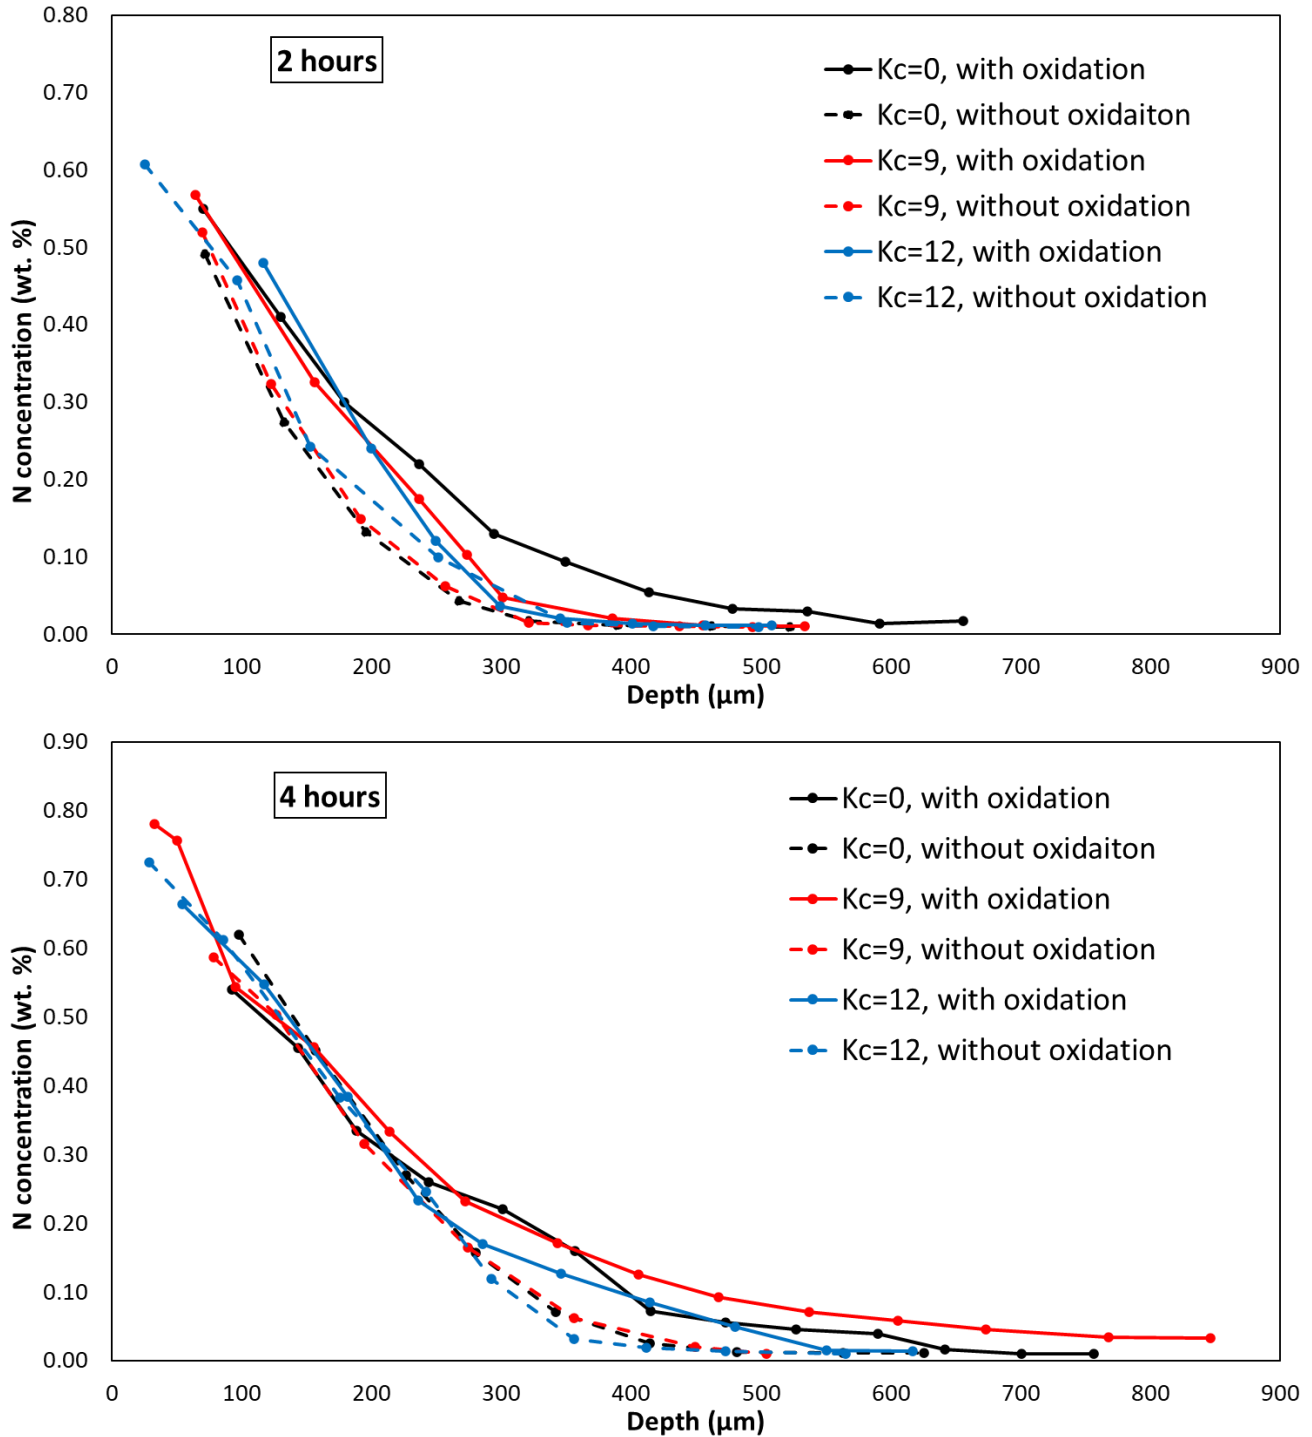 0.80
2 hours
0.70
0.60
0.50
0.40
0.30
0.20
0.10
0.00
N concentration (wt. %)
Kc=0, with oxidation
Kc=0, without oxidaiton
Kc=9, with oxidation
Kc=9, without oxidation
Kc=12, with oxidation
Kc=12, without oxidation
0 100 200 300 400 500 600 700 800 900
Depth (µm)
0.90
4 hours
0.80
0.70
0.60
0.50
0.40
0.30
0.20
0.10
0.00
N concentration (wt. %)
Kc=0, with oxidation
Kc=0, without oxidaiton
Kc=9, with oxidation
Kc=9, without oxidation
Kc=12, with oxidation
Kc=12, without oxidation
0 100 200 300 400 500 600 700 800 900
Depth (µm)